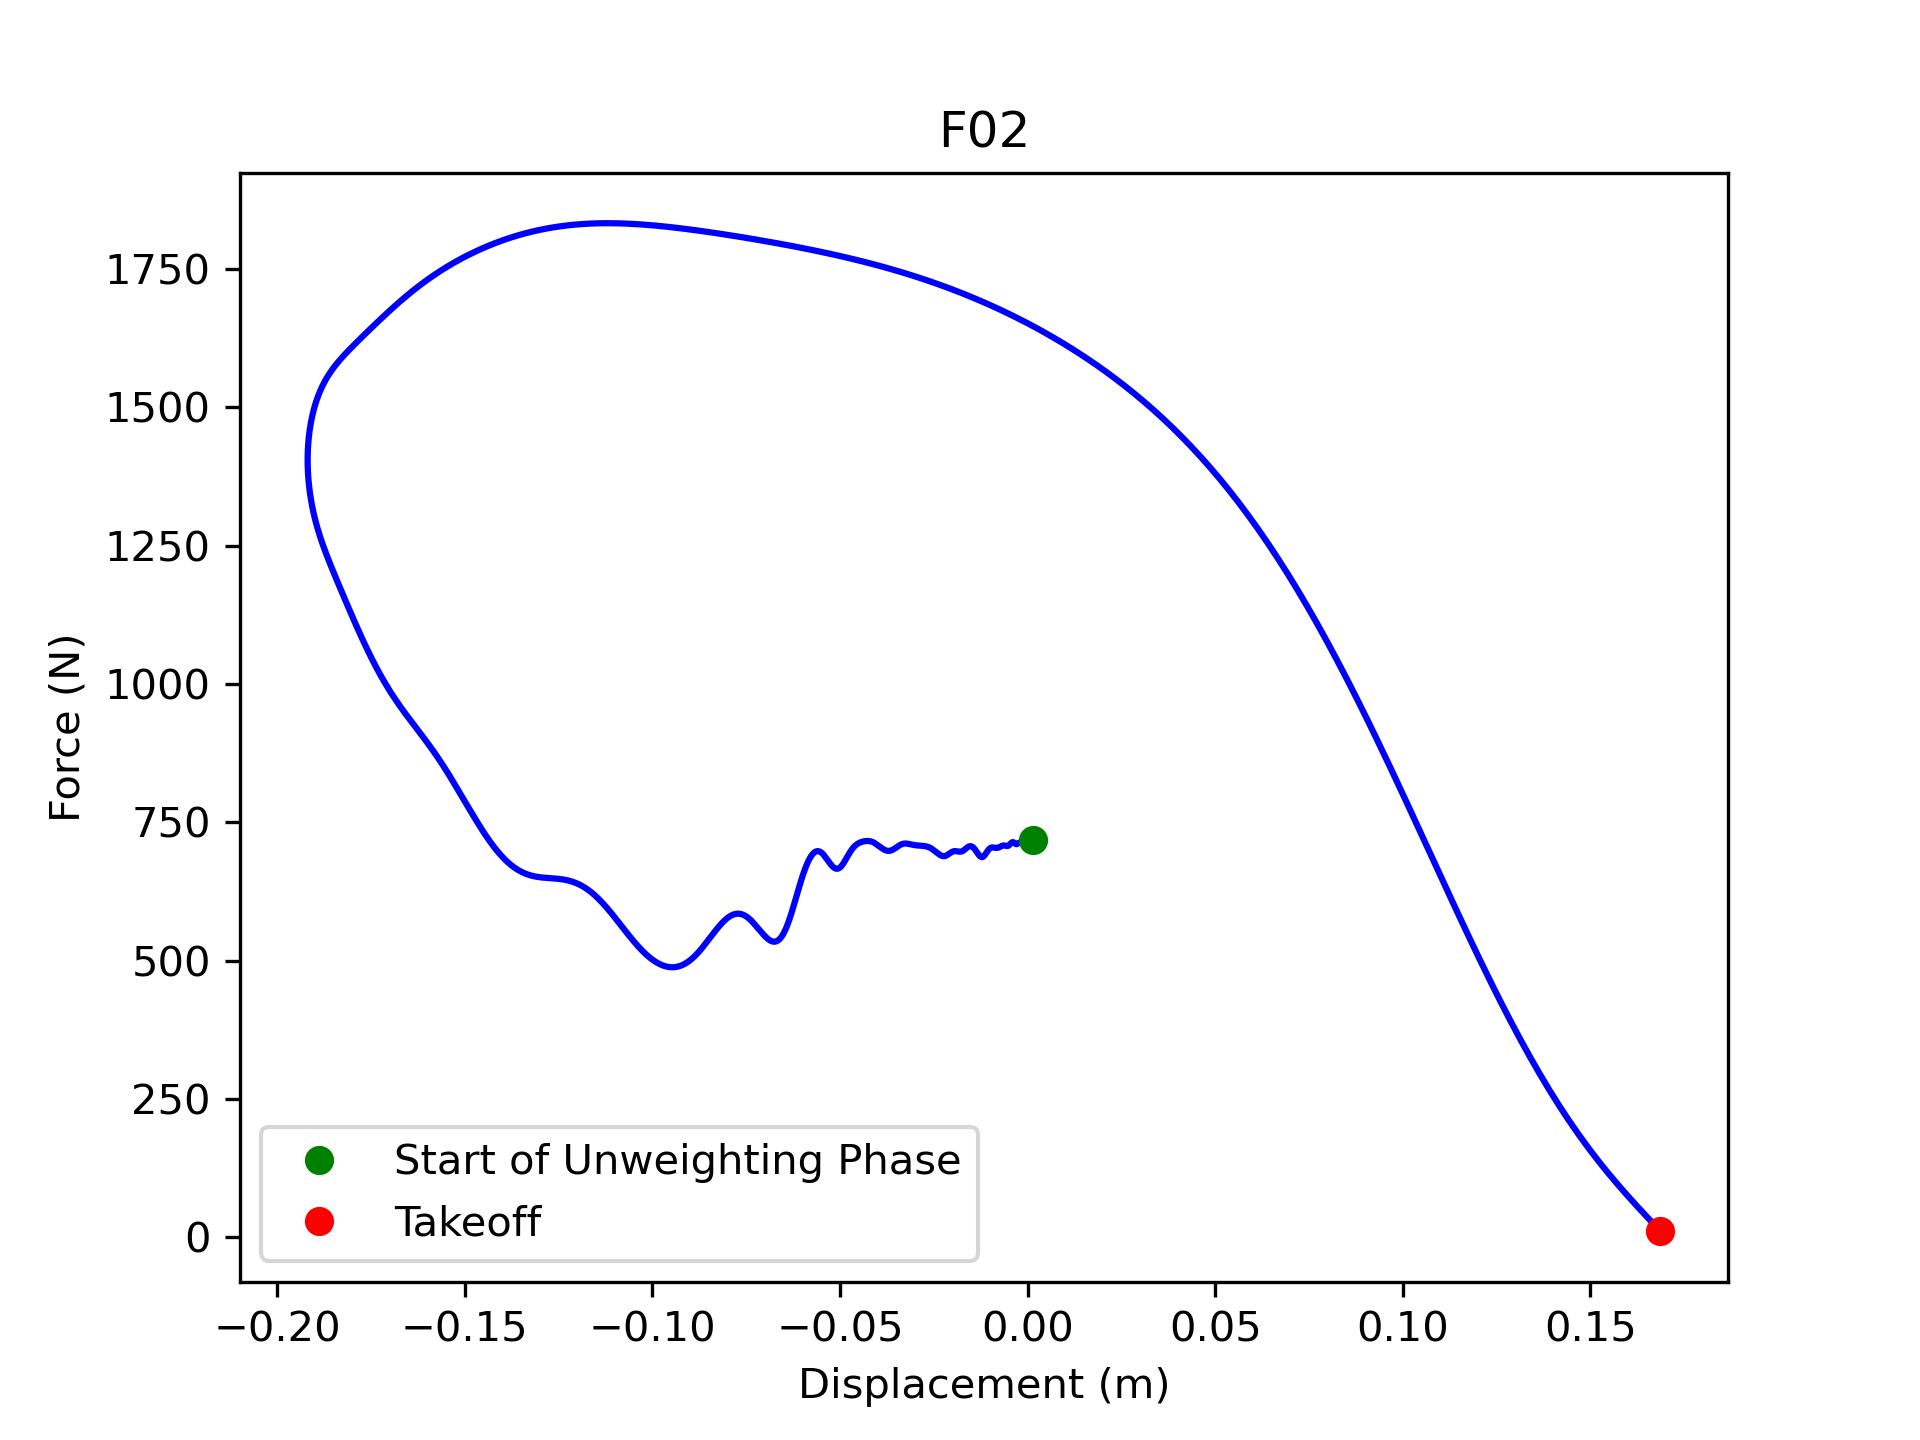 F02
1750
1500
1250
1000
750
500
250
0
Force (N)
Start of Unweighting Phase
Takeoff
−0.20 −0.15 −0.10 −0.05 0.00 0.05 0.10 0.15
Displacement (m)